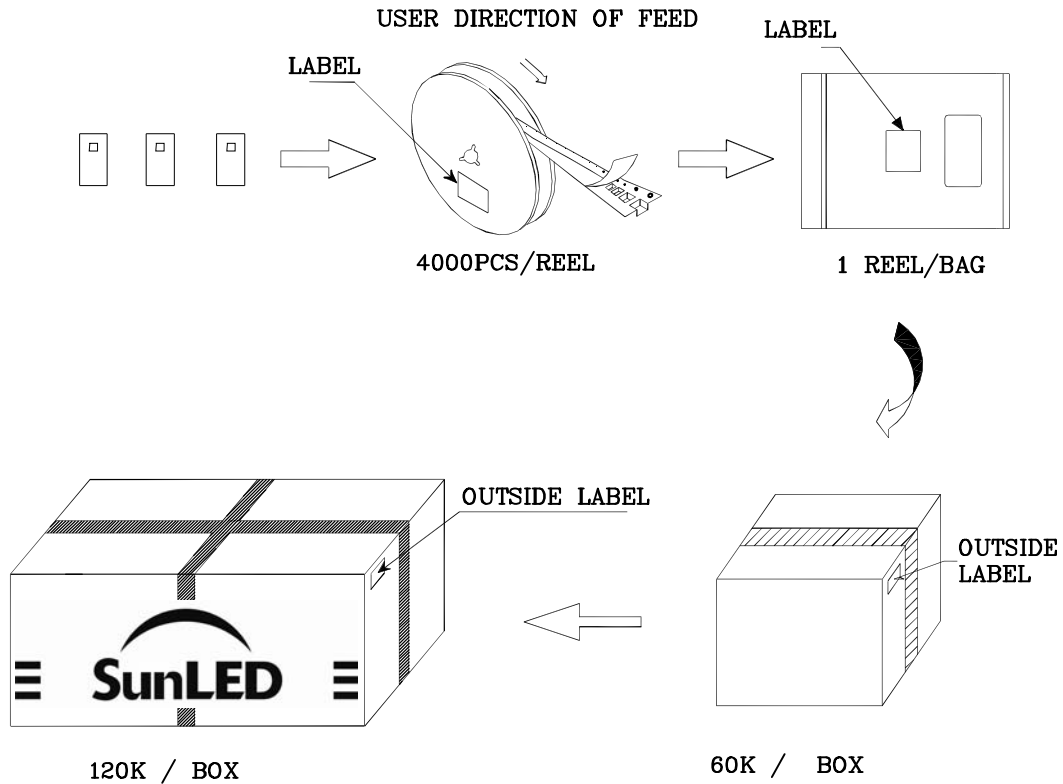 USER DIRECTION OF FEED
LABEL
LABEL
4000PCS/REEL
1 REEL/BAG
OUTSIDE LABEL
OUTSIDE
LABEL
SunLED
120K / BOX
60K / BOX